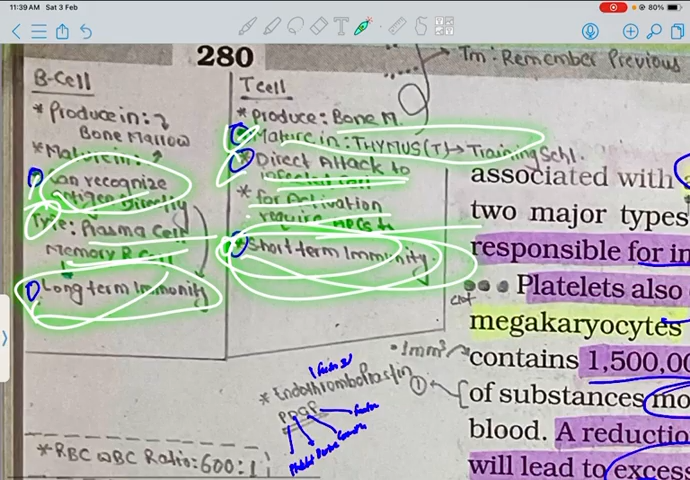 11:39 AM Sat 3 Feb
80%
280
Tm: Remember Previous
B-Cell
* Produce in:
Bone Marrow
* Mature in:
Can recognize
antigen directly
Type: Plasma Cell
Memory B Cell
Long term Immunity
T cell
* Produce: Bone M.
Mature in: THYMUS(T)→ Training Schl.
* Direct Attack to
infected Cell
* for Activation
require APCs to
* Short term Immunity
associated with
two major types
responsible for in
Platelets also
clot
megakaryocytes
• 1mm³
contains 1,500,00
of substances mo
blood. A reductio
will lead to excess
* Endothromboplastin ①
PDGF
factor
* RBC WBC Ratio: 600:1